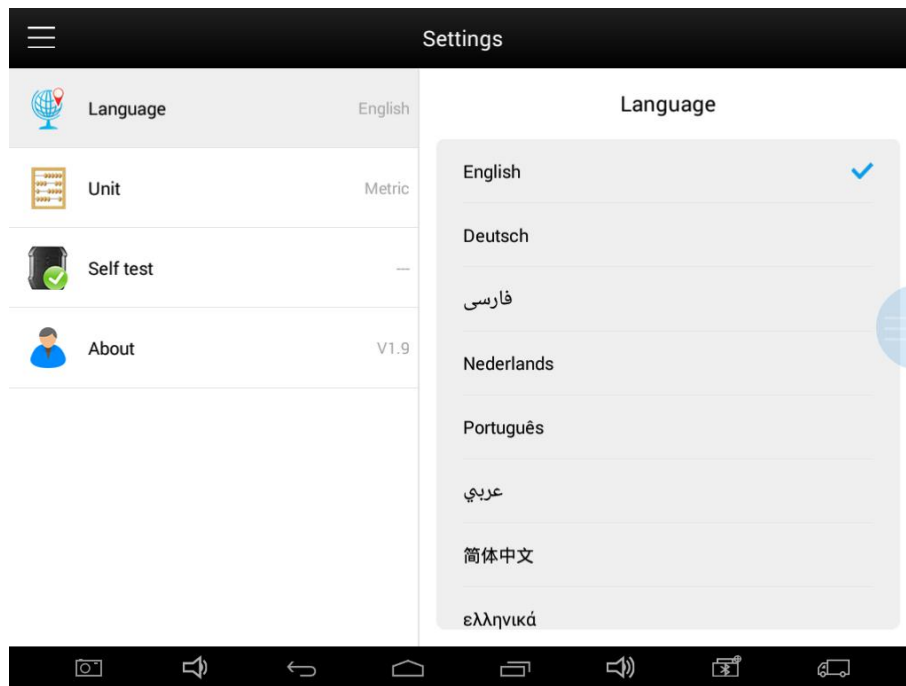 Settings
Language English
Unit Metric
Self test ---
About V1.9
Language
English
Deutsch
فارسی
Nederlands
Português
عربي
简体中文
ελληνικά